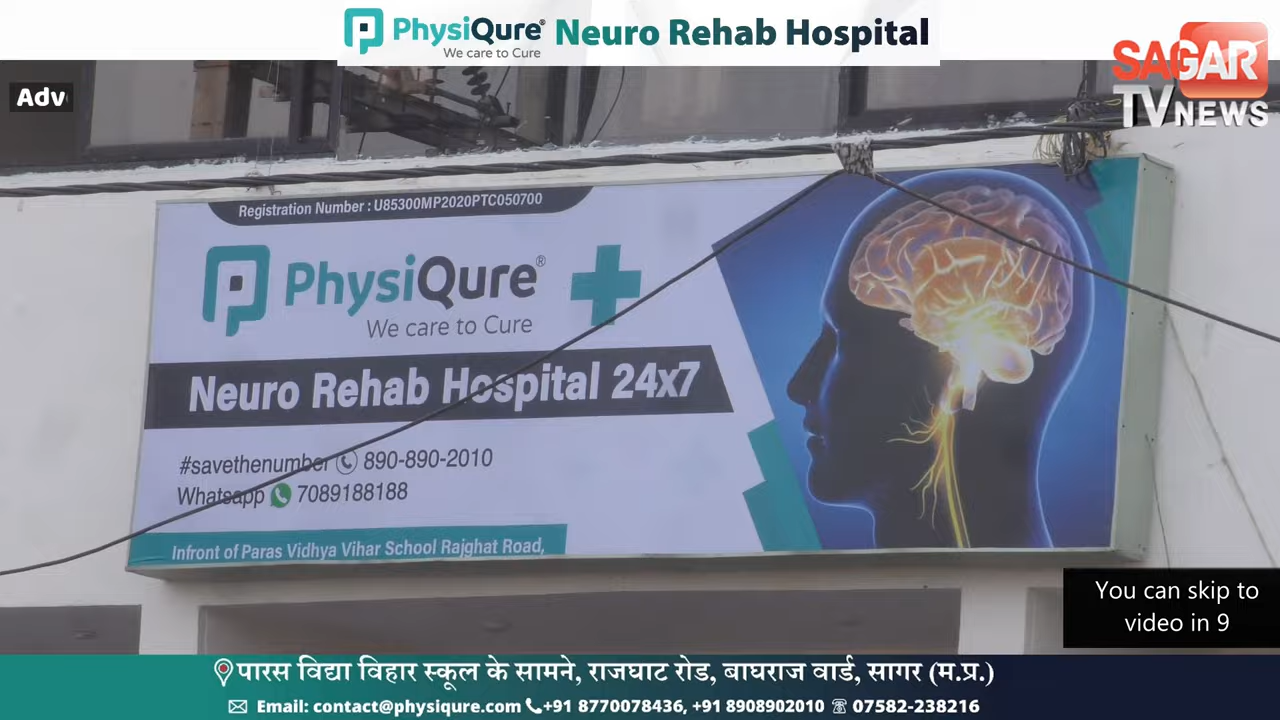 PhysiQure® Neuro Rehab Hospital
We care to Cure
SAGAR
TV NEWS
Adv
Registration Number : U85300MP2020PTC050700
PhysiQure®
We care to Cure
Neuro Rehab Hospital 24x7
#savethenumber 890-890-2010
Whatsapp 7089188188
Infront of Paras Vidhya Vihar School Rajghat Road,
You can skip to
video in 9
पारस विद्या विहार स्कूल के सामने, राजघाट रोड, बाघराज वार्ड, सागर (म.प्र.)
Email: contact@physiqure.com +91 8770078436, +91 8908902010 07582-238216